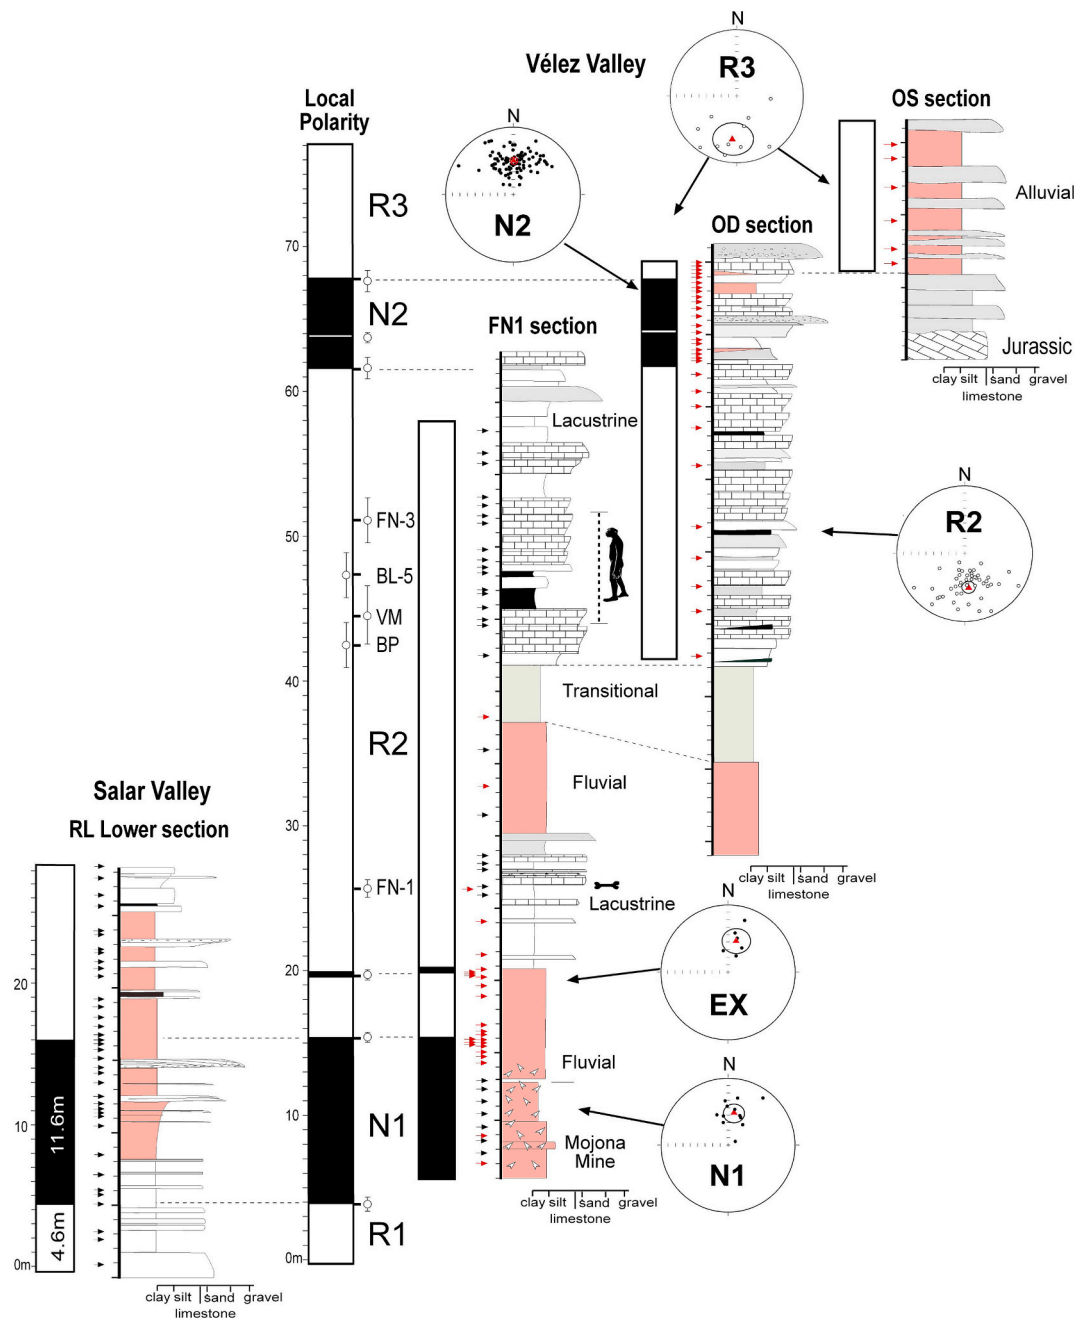 N
Vélez Valley
R3
OS section
Local
Polarity
N
N2
R3
Alluvial
OD section
70
N2
FN1 section
Jurassic
clay silt sand gravel
limestone
60
Lacustrine
N
R2
FN-3
50
BL-5
VM
BP
40
Transitional
R2
Fluvial
Salar Valley
RL Lower section
30
clay silt sand gravel
limestone
FN-1
Lacustrine
N
EX
20
20
Fluvial
N
N1
11.6m
10
10
N1
Mojona
Mine
clay silt sand gravel
limestone
4.6m
R1
0m
0m
clay silt sand gravel
limestone